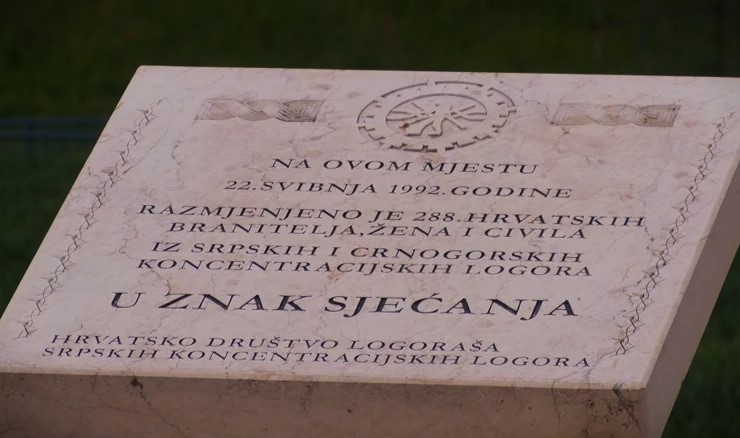 NA OVOM MJESTU
22.SVIBNJA 1992.GODINE
RAZMJENJENO JE 288.HRVATSKIH
BRANITELJA,ŽENA I CIVILA
IZ SRPSKIH I CRNOGORSKIH
KONCENTRACIJSKIH LOGORA
U ZNAK SJEĆANJA
HRVATSKO DRUŠTVO LOGORAŠA
SRPSKIH KONCENTRACIJSKIH LOGORA